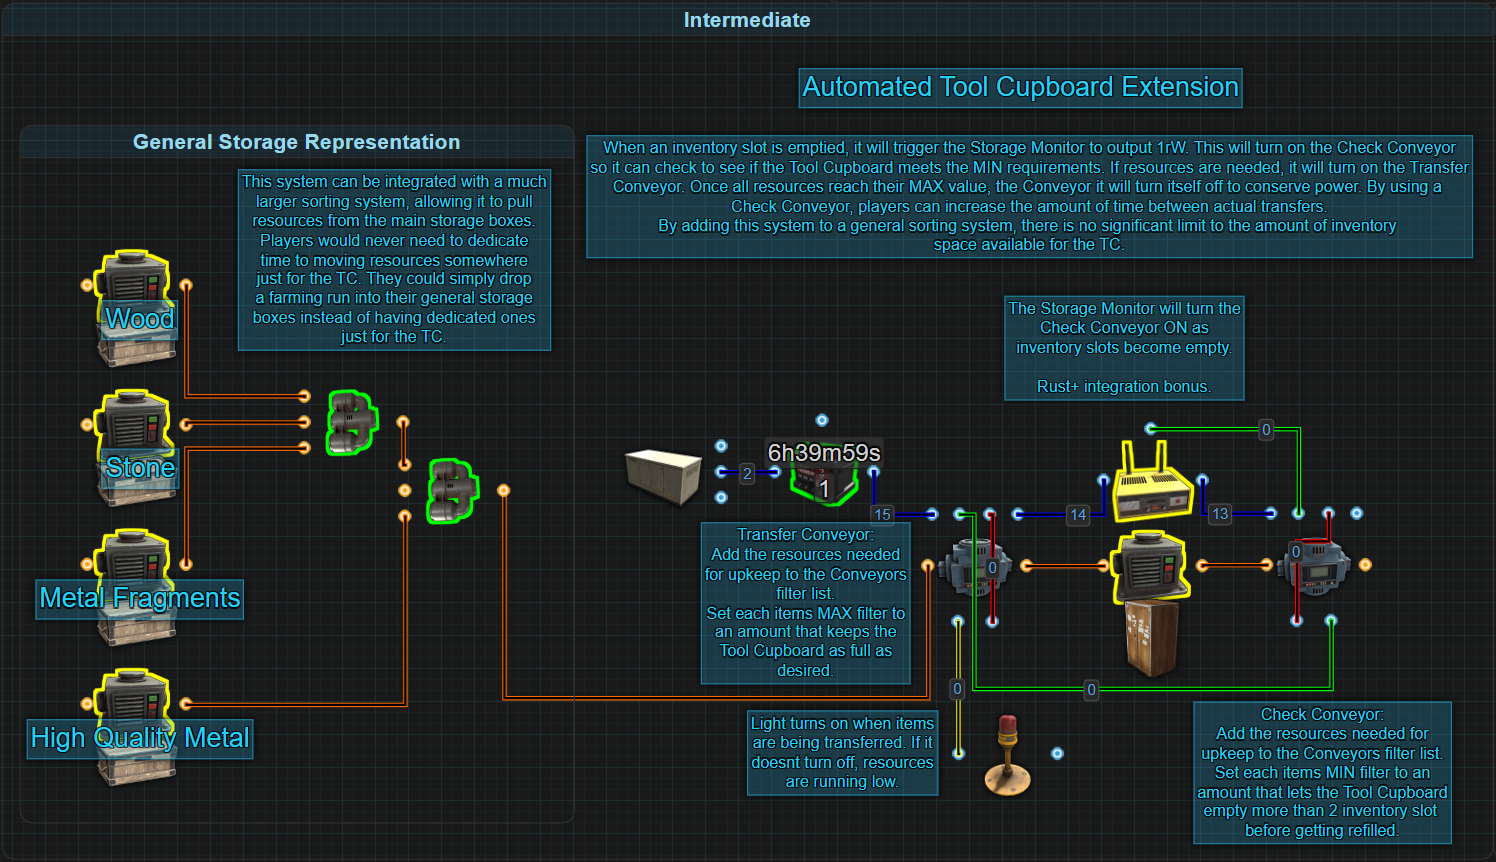 Intermediate
Automated Tool Cupboard Extension
General Storage Representation
When an inventory slot is emptied, it will trigger the Storage Monitor to output 1rW. This will turn on the Check Conveyor
so it can check to see if the Tool Cupboard meets the MIN requirements. If resources are needed, it will turn on the Transfer
Conveyor. Once all resources reach their MAX value, the Conveyor it will turn itself off to conserve power. By using a
Check Conveyor, players can increase the amount of time between actual transfers.
By adding this system to a general sorting system, there is no significant limit to the amount of inventory
space available for the TC.
This system can be integrated with a much
larger sorting system, allowing it to pull
resources from the main storage boxes.
Players would never need to dedicate
time to moving resources somewhere
just for the TC. They could simply drop
a farming run into their general storage
boxes instead of having dedicated ones
just for the TC.
Wood
Stone
Metal Fragments
High Quality Metal
The Storage Monitor will turn the
Check Conveyor ON as
inventory slots become empty.
Rust+ integration bonus.
0
6h39m59s
2
1
15
14
13
0
0
Transfer Conveyor:
Add the resources needed
for upkeep to the Conveyors
filter list.
Set each items MAX filter to
an amount that keeps the
Tool Cupboard as full as
desired.
0
0
Light turns on when items
are being transferred. If it
doesnt turn off, resources
are running low.
Check Conveyor:
Add the resources needed for
upkeep to the Conveyors filter list.
Set each items MIN filter to an
amount that lets the Tool Cupboard
empty more than 2 inventory slot
before getting refilled.